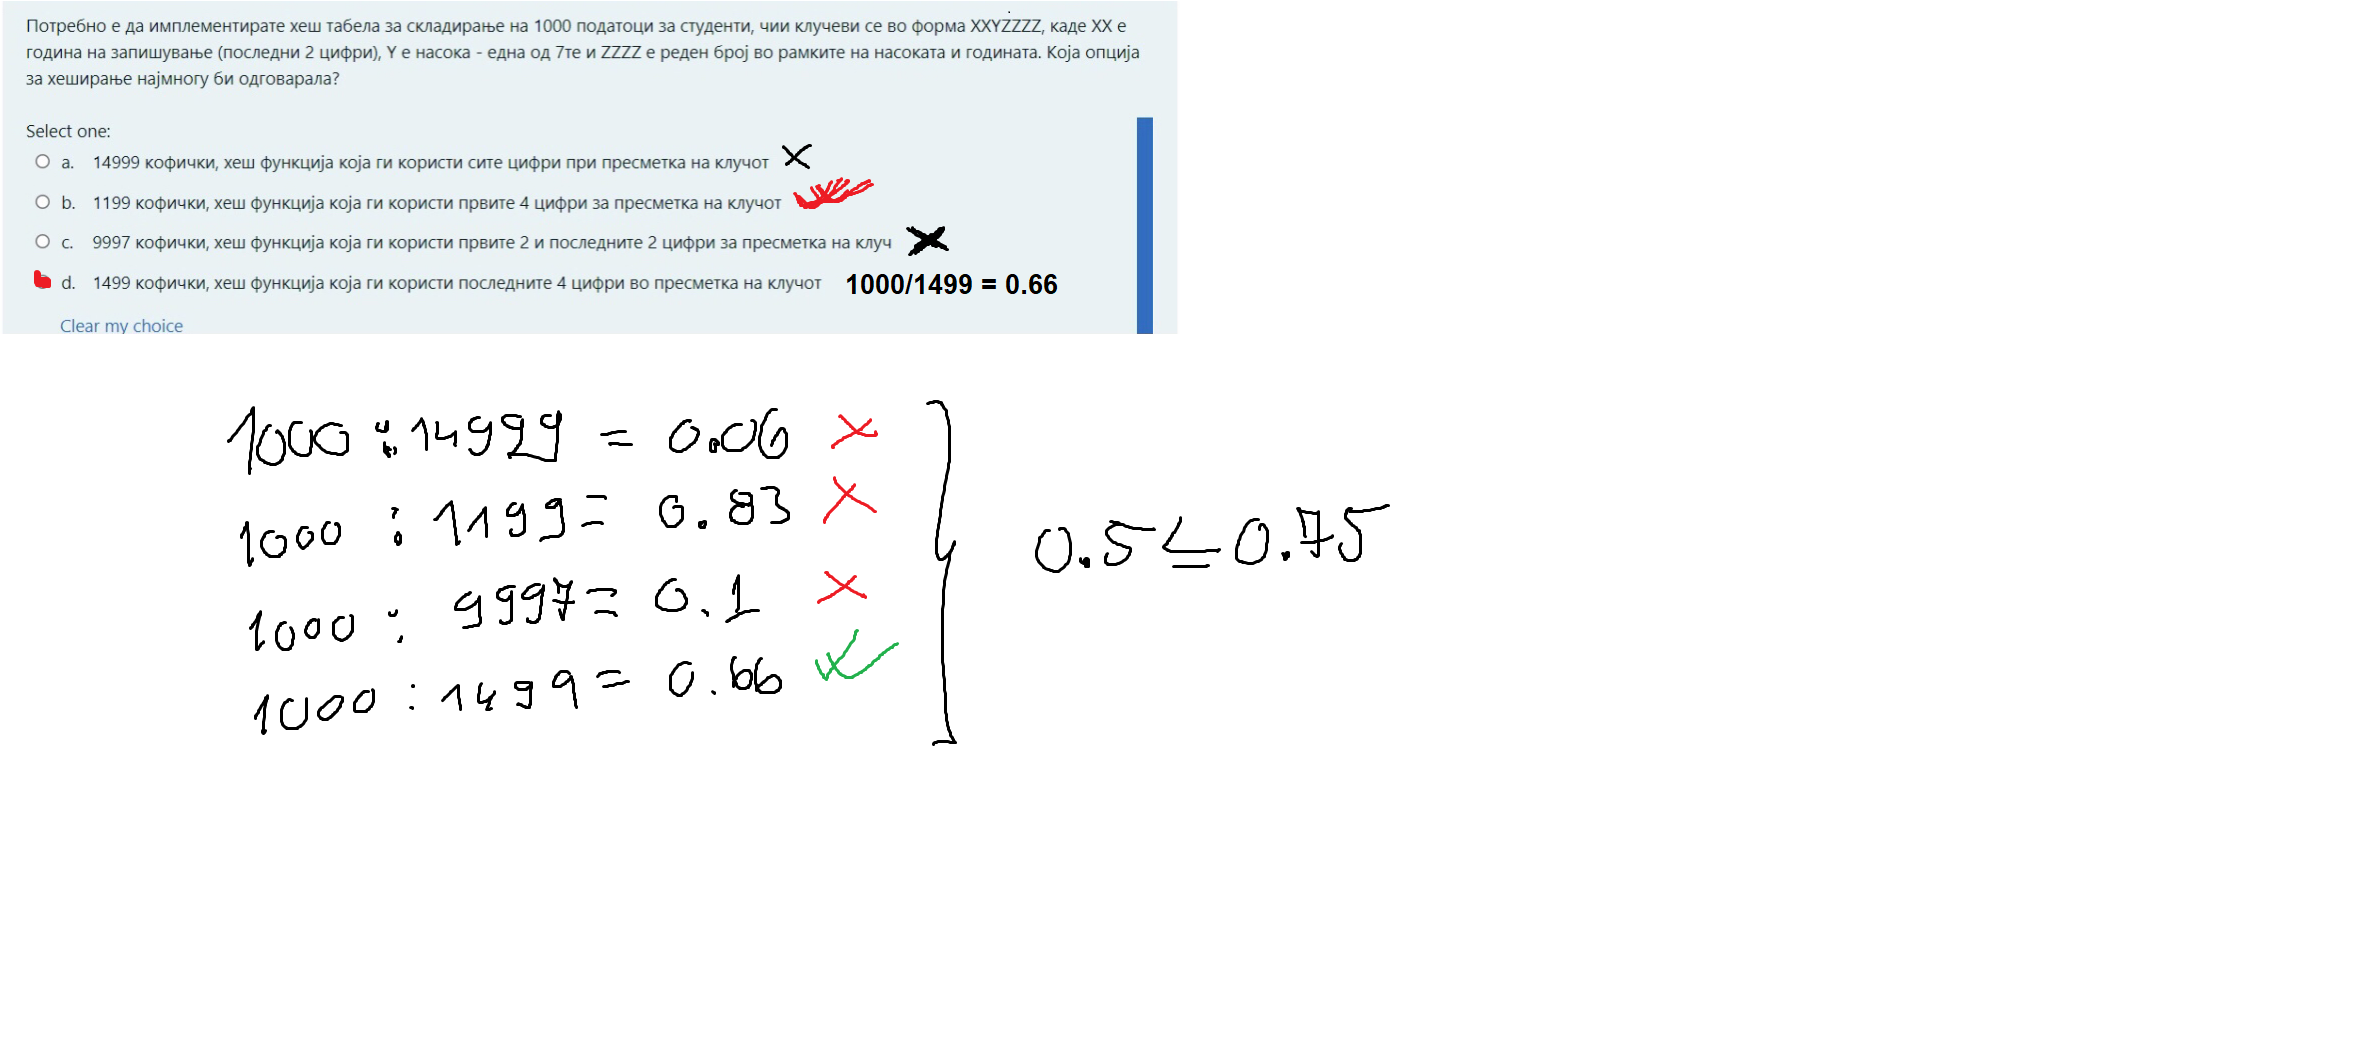 Потребно е да имплементирате хеш табела за складирање на 1000 податоци за студенти, чии клучеви се во форма XXYZZZZ, каде XX е
година на запишување (последни 2 цифри), Y е насока - една од 7те и ZZZZ е реден број во рамките на насоката и годината. Која опција
за хеширање најмногу би одговарала?
Select one:
a. 14999 кофички, хеш функција која ги користи сите цифри при пресметка на клучот
b. 1199 кофички, хеш функција која ги користи првите 4 цифри за пресметка на клучот
c. 9997 кофички, хеш функција која ги користи првите 2 и последните 2 цифри за пресметка на клуч
d. 1499 кофички, хеш функција која ги користи последните 4 цифри во пресметка на клучот 1000/1499 = 0.66
Clear my choice
1000 : 14999 = 0.06
1000 : 1199 = 0.83
0.5 ≤ 0.75
1000 : 9997 = 0.1
1000 : 1499 = 0.66